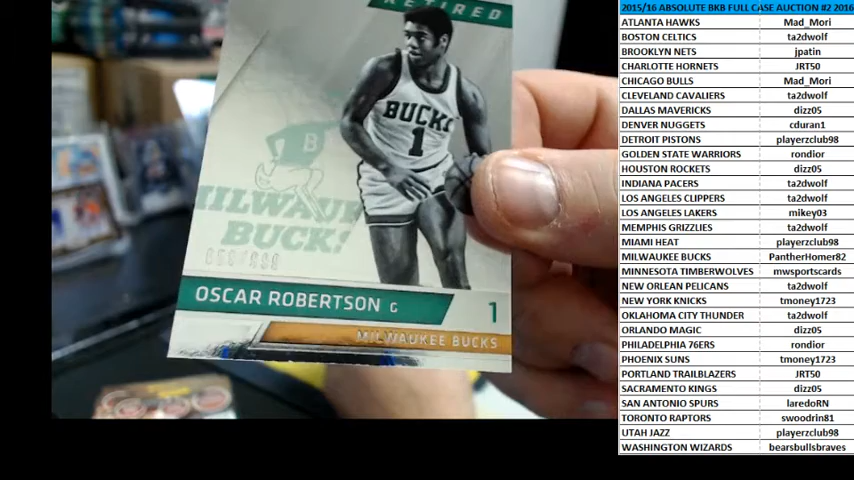 RETIRED
BUCKS
1
B
MILWAUKEE
BUCKS
/999
OSCAR ROBERTSON G 1
MILWAUKEE BUCKS
2015/16 ABSOLUTE BKB FULL CASE AUCTION #2 2016
ATLANTA HAWKS Mad_Mori
BOSTON CELTICS ta2dwolf
BROOKLYN NETS jpatin
CHARLOTTE HORNETS JRT50
CHICAGO BULLS Mad_Mori
CLEVELAND CAVALIERS ta2dwolf
DALLAS MAVERICKS dizz05
DENVER NUGGETS cduran1
DETROIT PISTONS playerzclub98
GOLDEN STATE WARRIORS rondior
HOUSTON ROCKETS dizz05
INDIANA PACERS ta2dwolf
LOS ANGELES CLIPPERS ta2dwolf
LOS ANGELES LAKERS mikey03
MEMPHIS GRIZZLIES ta2dwolf
MIAMI HEAT playerzclub98
MILWAUKEE BUCKS PantherHomer82
MINNESOTA TIMBERWOLVES mwsportscards
NEW ORLEAN PELICANS ta2dwolf
NEW YORK KNICKS tmoney1723
OKLAHOMA CITY THUNDER ta2dwolf
ORLANDO MAGIC dizz05
PHILADELPHIA 76ERS rondior
PHOENIX SUNS tmoney1723
PORTLAND TRAILBLAZERS JRT50
SACRAMENTO KINGS dizz05
SAN ANTONIO SPURS laredoRN
TORONTO RAPTORS swoodrin81
UTAH JAZZ playerzclub98
WASHINGTON WIZARDS bearsbullsbraves